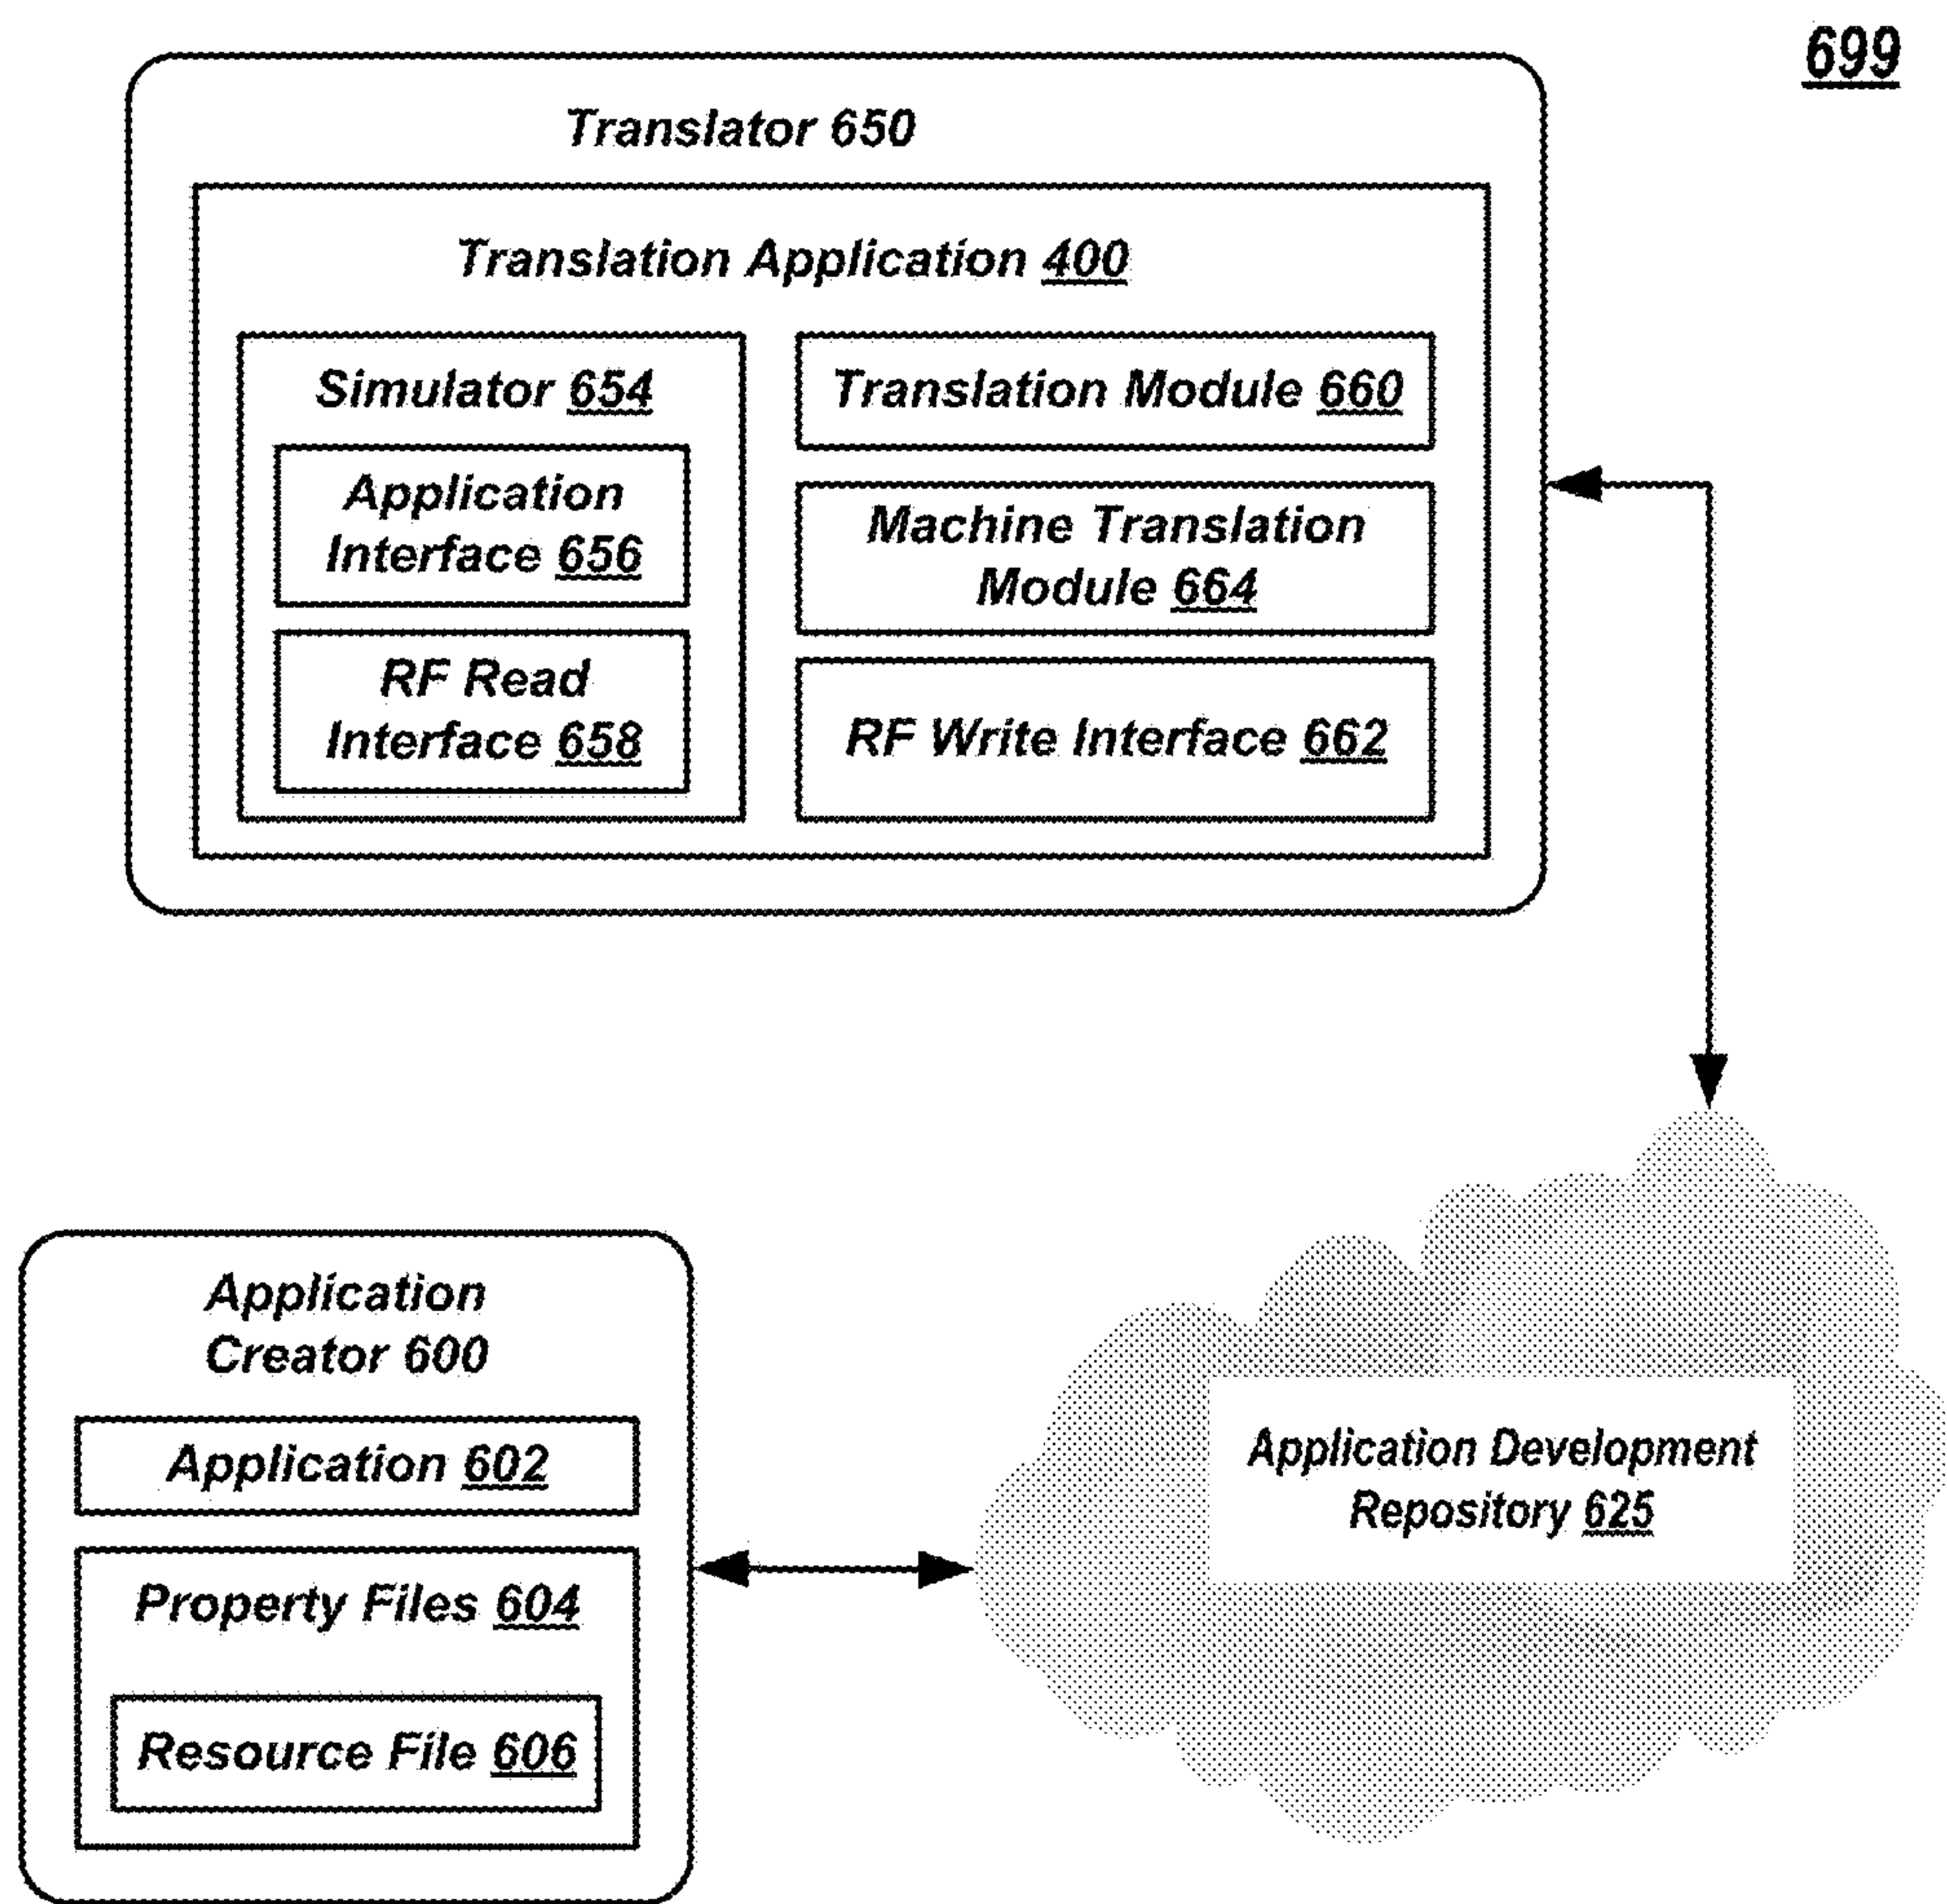 699
Translator 650
Translation Application 400
Simulator 654
Application
Interface 656
RF Read
Interface 658
Translation Module 660
Machine Translation
Module 664
RF Write Interface 662
Application
Creator 600
Application 602
Property Files 604
Resource File 606
Application Development
Repository 625